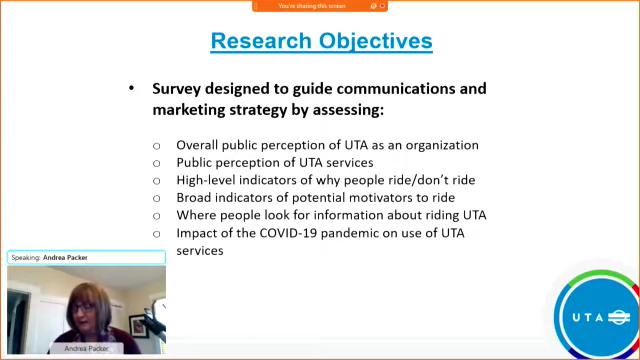 You're sharing this screen
Research Objectives
• Survey designed to guide communications and
marketing strategy by assessing:
o Overall public perception of UTA as an organization
o Public perception of UTA services
o High-level indicators of why people ride/don't ride
o Broad indicators of potential motivators to ride
o Where people look for information about riding UTA
o Impact of the COVID-19 pandemic on use of UTA
services
Speaking: Andrea Packer
Andrea Packer
UTA